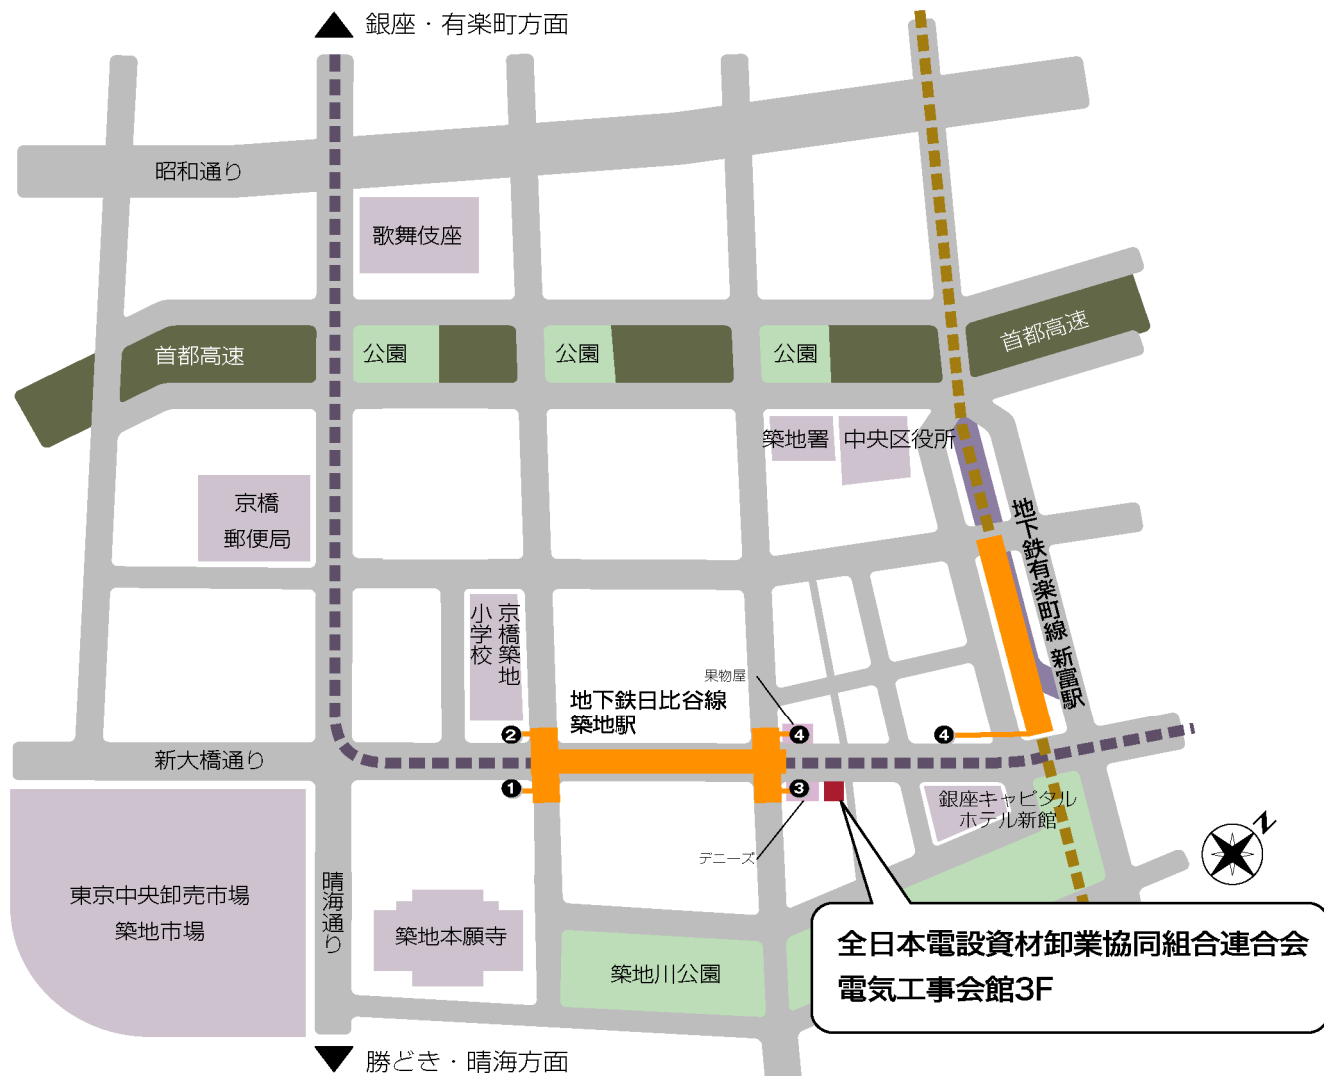 銀座・有楽町方面
昭和通り
歌舞伎座
首都高速
公園
公園
公園
首都高速
築地署
中央区役所
京橋
郵便局
地下鉄有楽町線 新富駅
京橋築地
小学校
果物屋
地下鉄日比谷線
築地駅
2
4
4
新大橋通り
1
3
銀座キャピタル
ホテル新館
デニーズ
N
東京中央卸売市場
築地市場
晴海通り
築地本願寺
築地川公園
全日本電設資材卸業協同組合連合会
電気工事会館3F
勝どき・晴海方面